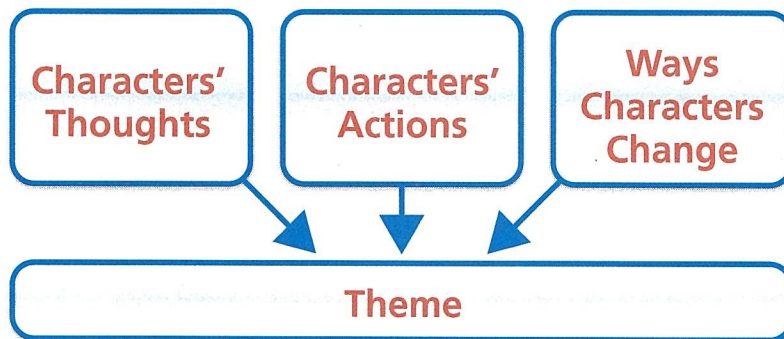 Characters'
Thoughts
Characters'
Actions
Ways
Characters
Change
Theme